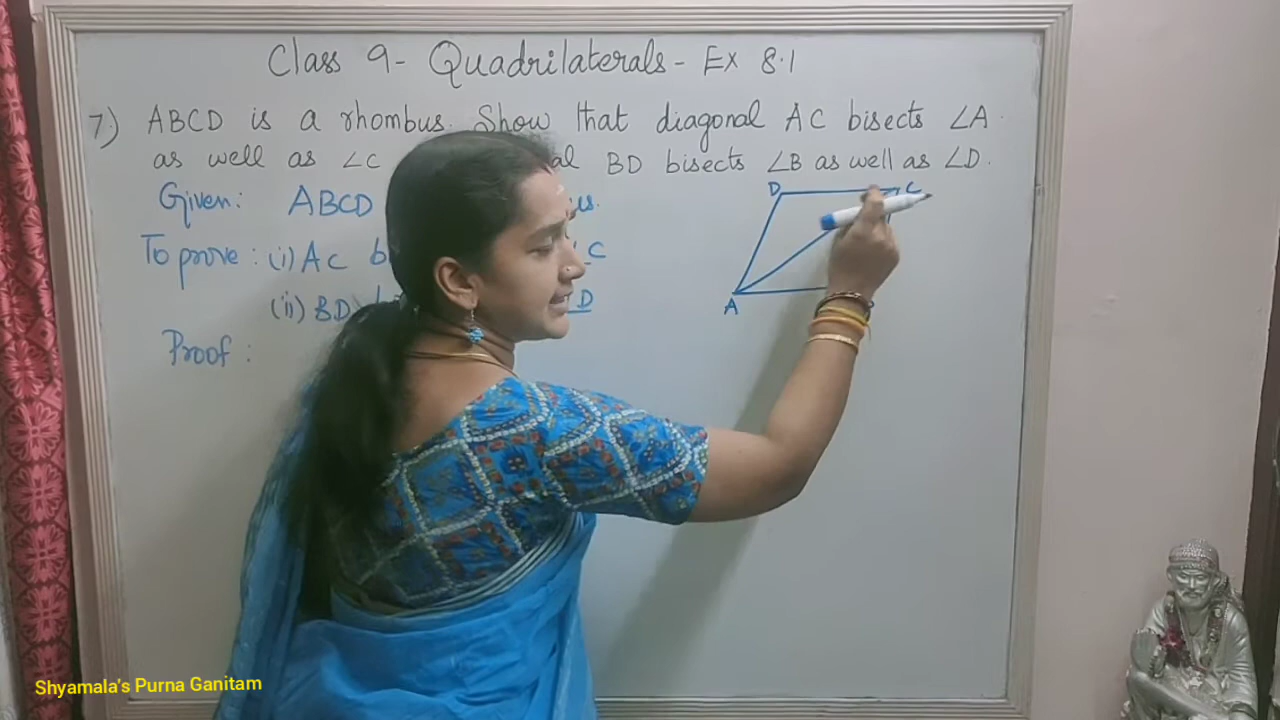 Class 9 - Quadrilaterals - Ex 8.1
7.) ABCD is a rhombus. Show that diagonal AC bisects ∠A
as well as ∠C BD bisects ∠B as well as ∠D.
Given: ABCD
To prove: (i) AC C
(ii) BD D
Proof:
D C
A
Shyamala's Purna Ganitam